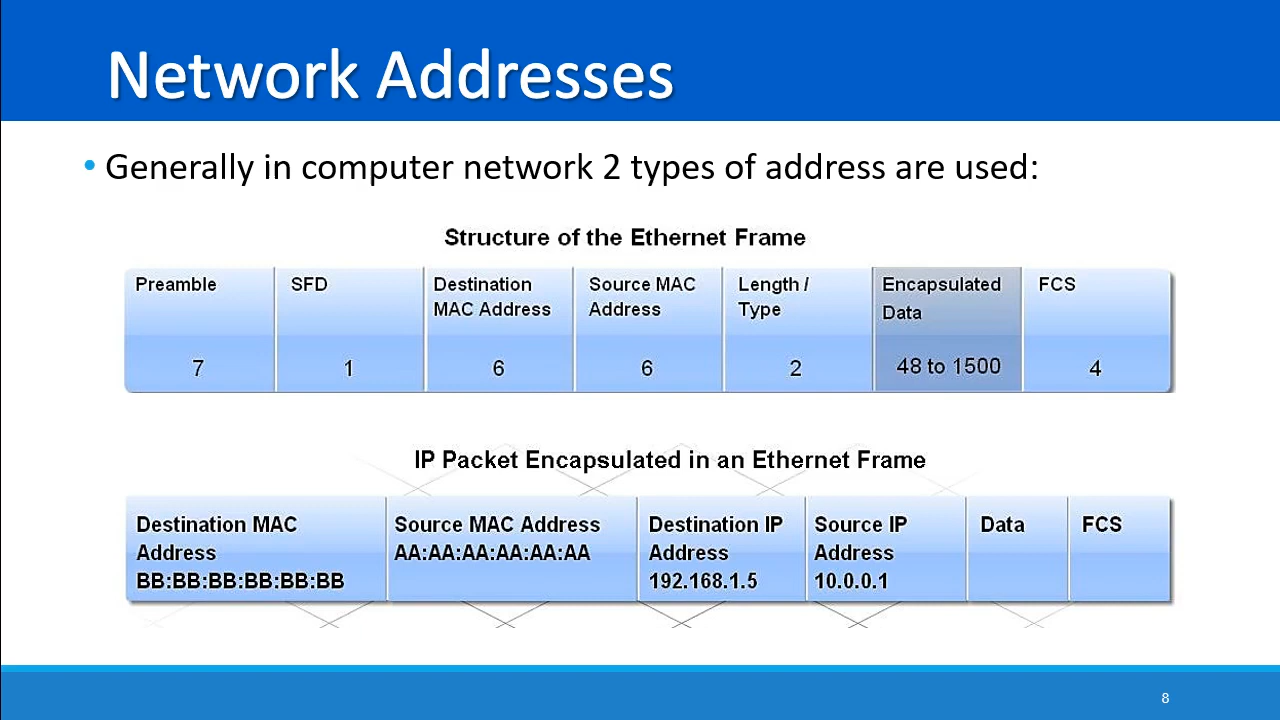 Network Addresses
• Generally in computer network 2 types of address are used:
Structure of the Ethernet Frame
Preamble SFD Destination Source MAC Length / Encapsulated FCS
MAC Address Address Type Data
7 1 6 6 2 48 to 1500 4
IP Packet Encapsulated in an Ethernet Frame
Destination MAC Source MAC Address Destination IP Source IP Data FCS
Address AA:AA:AA:AA:AA:AA Address Address
BB:BB:BB:BB:BB:BB 192.168.1.5 10.0.0.1
8